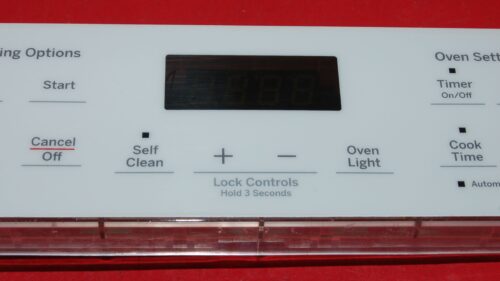 ing Options
Start
Cancel
Off
Self
Clean
+ −
Lock Controls
Hold 3 Seconds
Oven
Light
Oven Sett
Timer
On/Off
Cook
Time
Autom